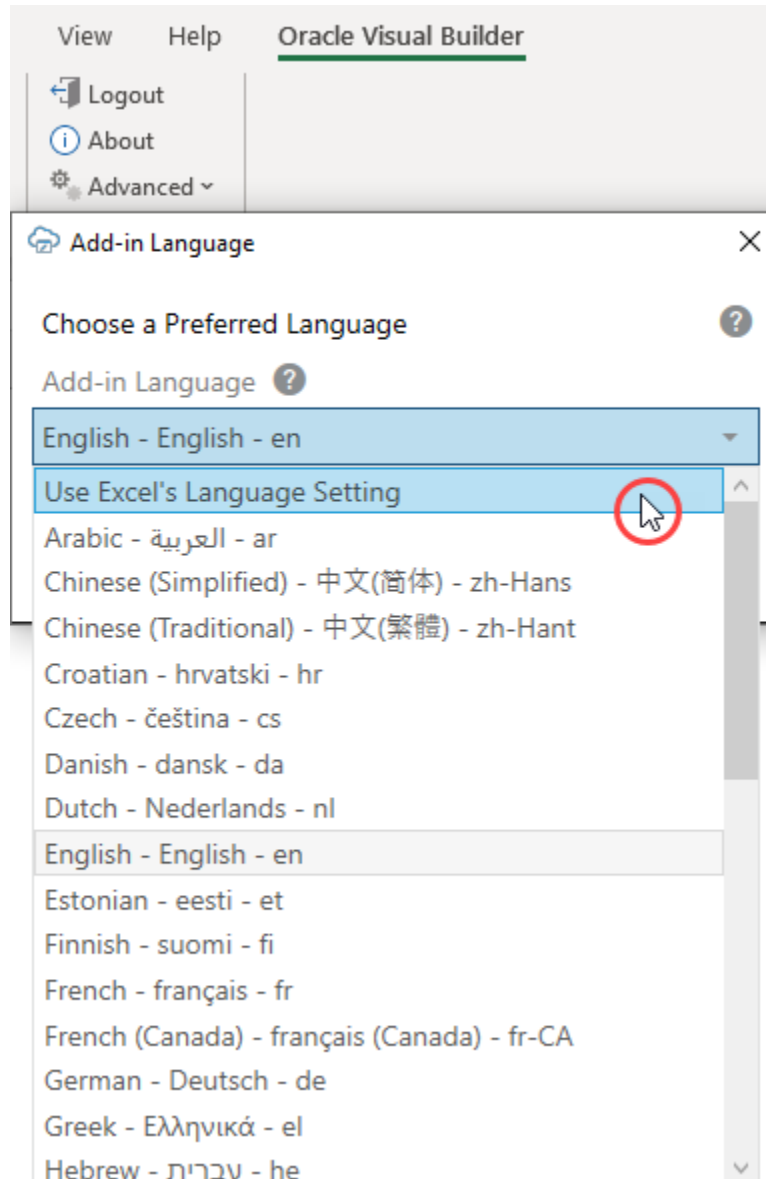 View Help Oracle Visual Builder
Logout
About
Advanced
Add-in Language
Choose a Preferred Language
Add-in Language
English - English - en
Use Excel's Language Setting
Arabic - العربية - ar
Chinese (Simplified) - 中文(简体) - zh-Hans
Chinese (Traditional) - 中文(繁體) - zh-Hant
Croatian - hrvatski - hr
Czech - čeština - cs
Danish - dansk - da
Dutch - Nederlands - nl
English - English - en
Estonian - eesti - et
Finnish - suomi - fi
French - français - fr
French (Canada) - français (Canada) - fr-CA
German - Deutsch - de
Greek - Ελληνικά - el
Hebrew - עברית - he